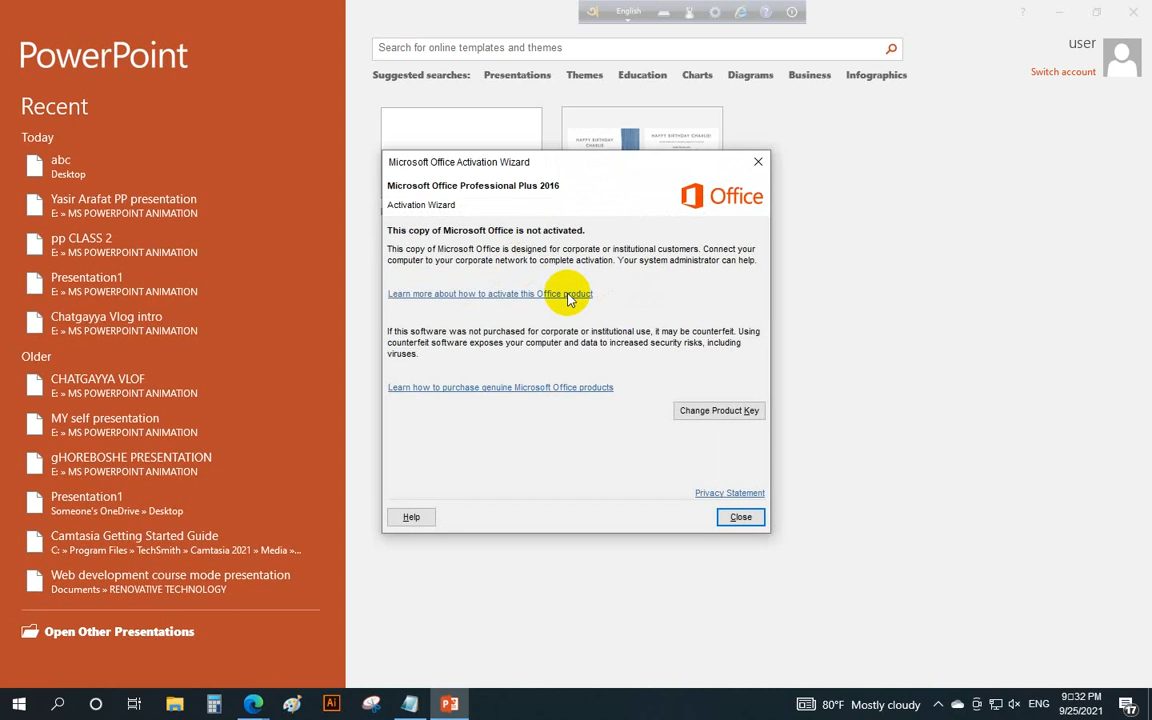 English
?
PowerPoint
Search for online templates and themes
user
Switch account
Suggested searches: Presentations Themes Education Charts Diagrams Business Infographics
Recent
Today
abc
Desktop
Yasir Arafat PP presentation
E: » MS POWERPOINT ANIMATION
pp CLASS 2
E: » MS POWERPOINT ANIMATION
Presentation1
E: » MS POWERPOINT ANIMATION
Chatgayya Vlog intro
E: » MS POWERPOINT ANIMATION
Older
CHATGAYYA VLOF
E: » MS POWERPOINT ANIMATION
MY self presentation
E: » MS POWERPOINT ANIMATION
gHOREBOSHE PRESENTATION
E: » MS POWERPOINT ANIMATION
Presentation1
Someone's OneDrive » Desktop
Camtasia Getting Started Guide
C: » Program Files » TechSmith » Camtasia 2021 » Media »...
Web development course mode presentation
Documents » RENOVATIVE TECHNOLOGY
Open Other Presentations
HAPPY BIRTHDAY CHARLIE HAPPY BIRTHDAY CHARLIE!
Microsoft Office Activation Wizard
Microsoft Office Professional Plus 2016
Office
Activation Wizard
This copy of Microsoft Office is not activated.
This copy of Microsoft Office is designed for corporate or institutional customers. Connect your
computer to your corporate network to complete activation. Your system administrator can help.
Learn more about how to activate this Office product
If this software was not purchased for corporate or institutional use, it may be counterfeit. Using
counterfeit software exposes your computer and data to increased security risks, including
viruses.
Learn how to purchase genuine Microsoft Office products
Change Product Key
Privacy Statement
Help
Close
Ai
80°F Mostly cloudy
ENG
9:32 PM
9/25/2021
17